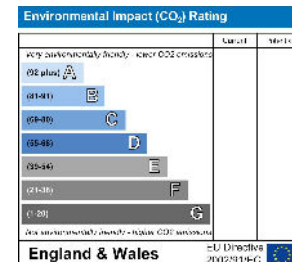 Environmental Impact (CO₂) Rating
Current
Very environmentally friendly - lower CO2 emissions
(92 plus) A
(81-91) B
(69-80) C
(55-68) D
(39-54) E
(21-38) F
(1-20) G
Not environmentally friendly - higher CO2 emissions
England & Wales
EU Directive
2002/91/EC